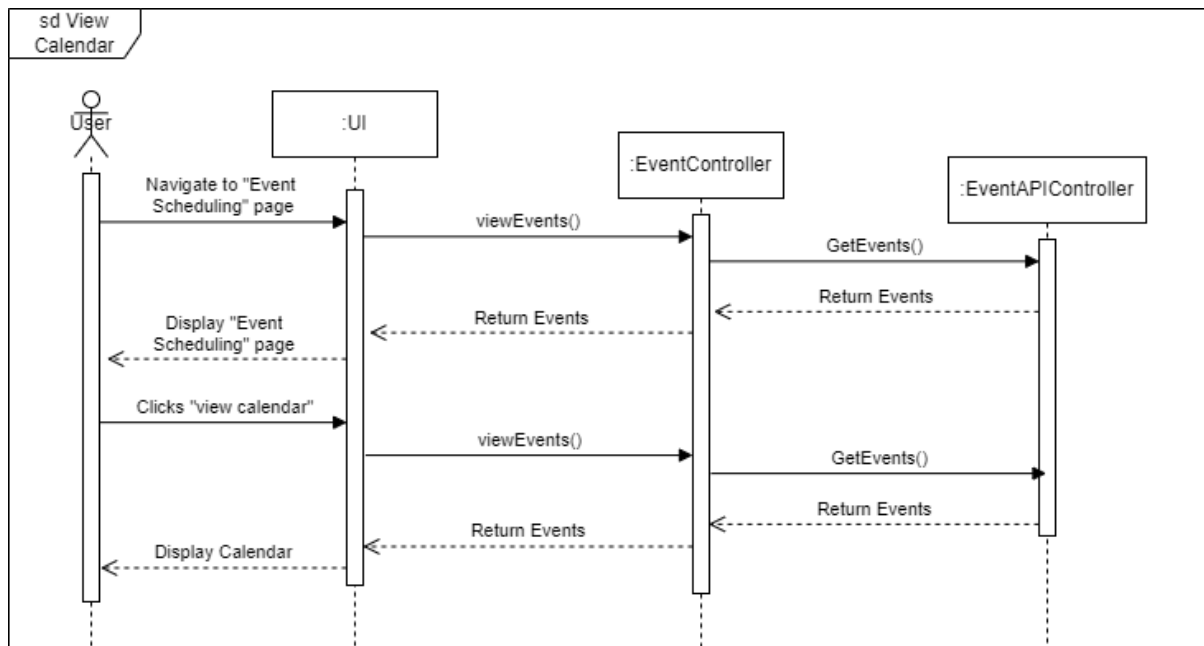 sd View
Calendar
User
:UI
:EventController
:EventAPIController
Navigate to "Event
Scheduling" page
viewEvents()
GetEvents()
Return Events
Return Events
Display "Event
Scheduling" page
Clicks "view calendar"
viewEvents()
GetEvents()
Return Events
Return Events
Display Calendar